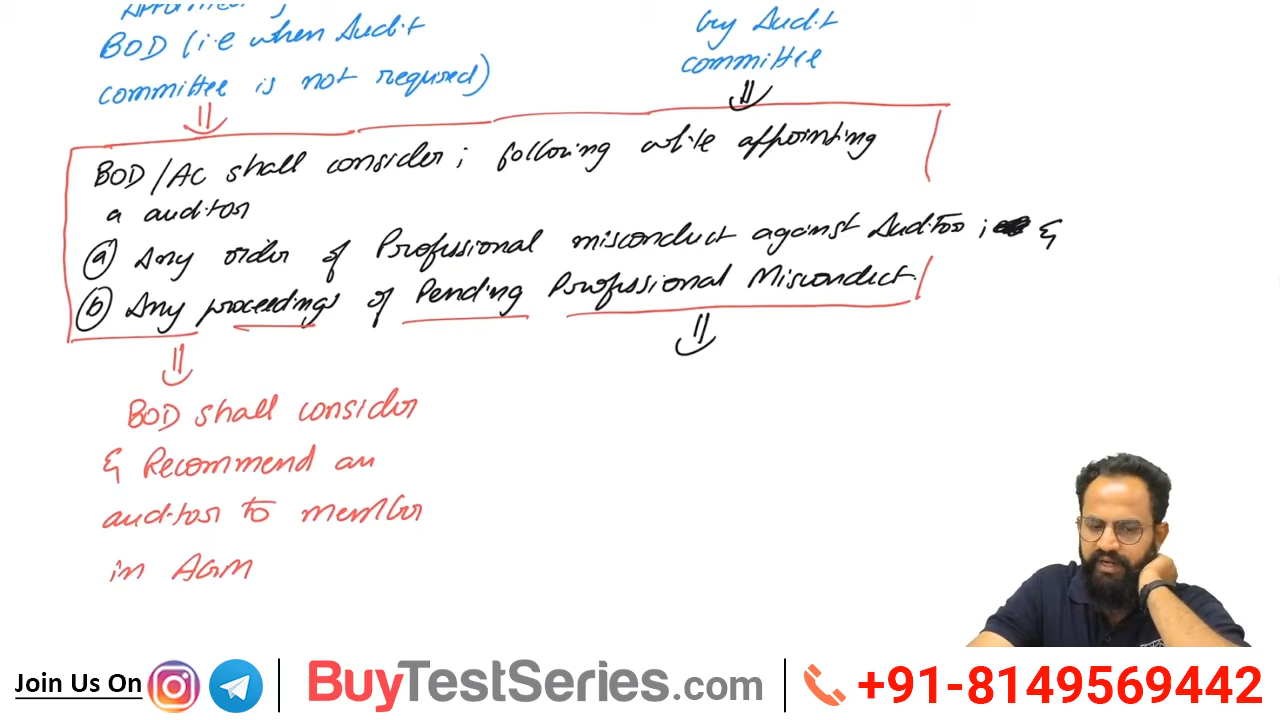 BOD (i.e when Audit
committee is not required)
by Audit
committee
BOD/AC shall consider ; following while appointing
a auditor
(a) Any order of Professional misconduct against Auditor ; &
(b) Any proceedings of Pending Professional Misconduct.
BOD shall consider
& Recommend an
auditor to member
in AGM
Join Us On
BuyTestSeries.com
+91-8149569442